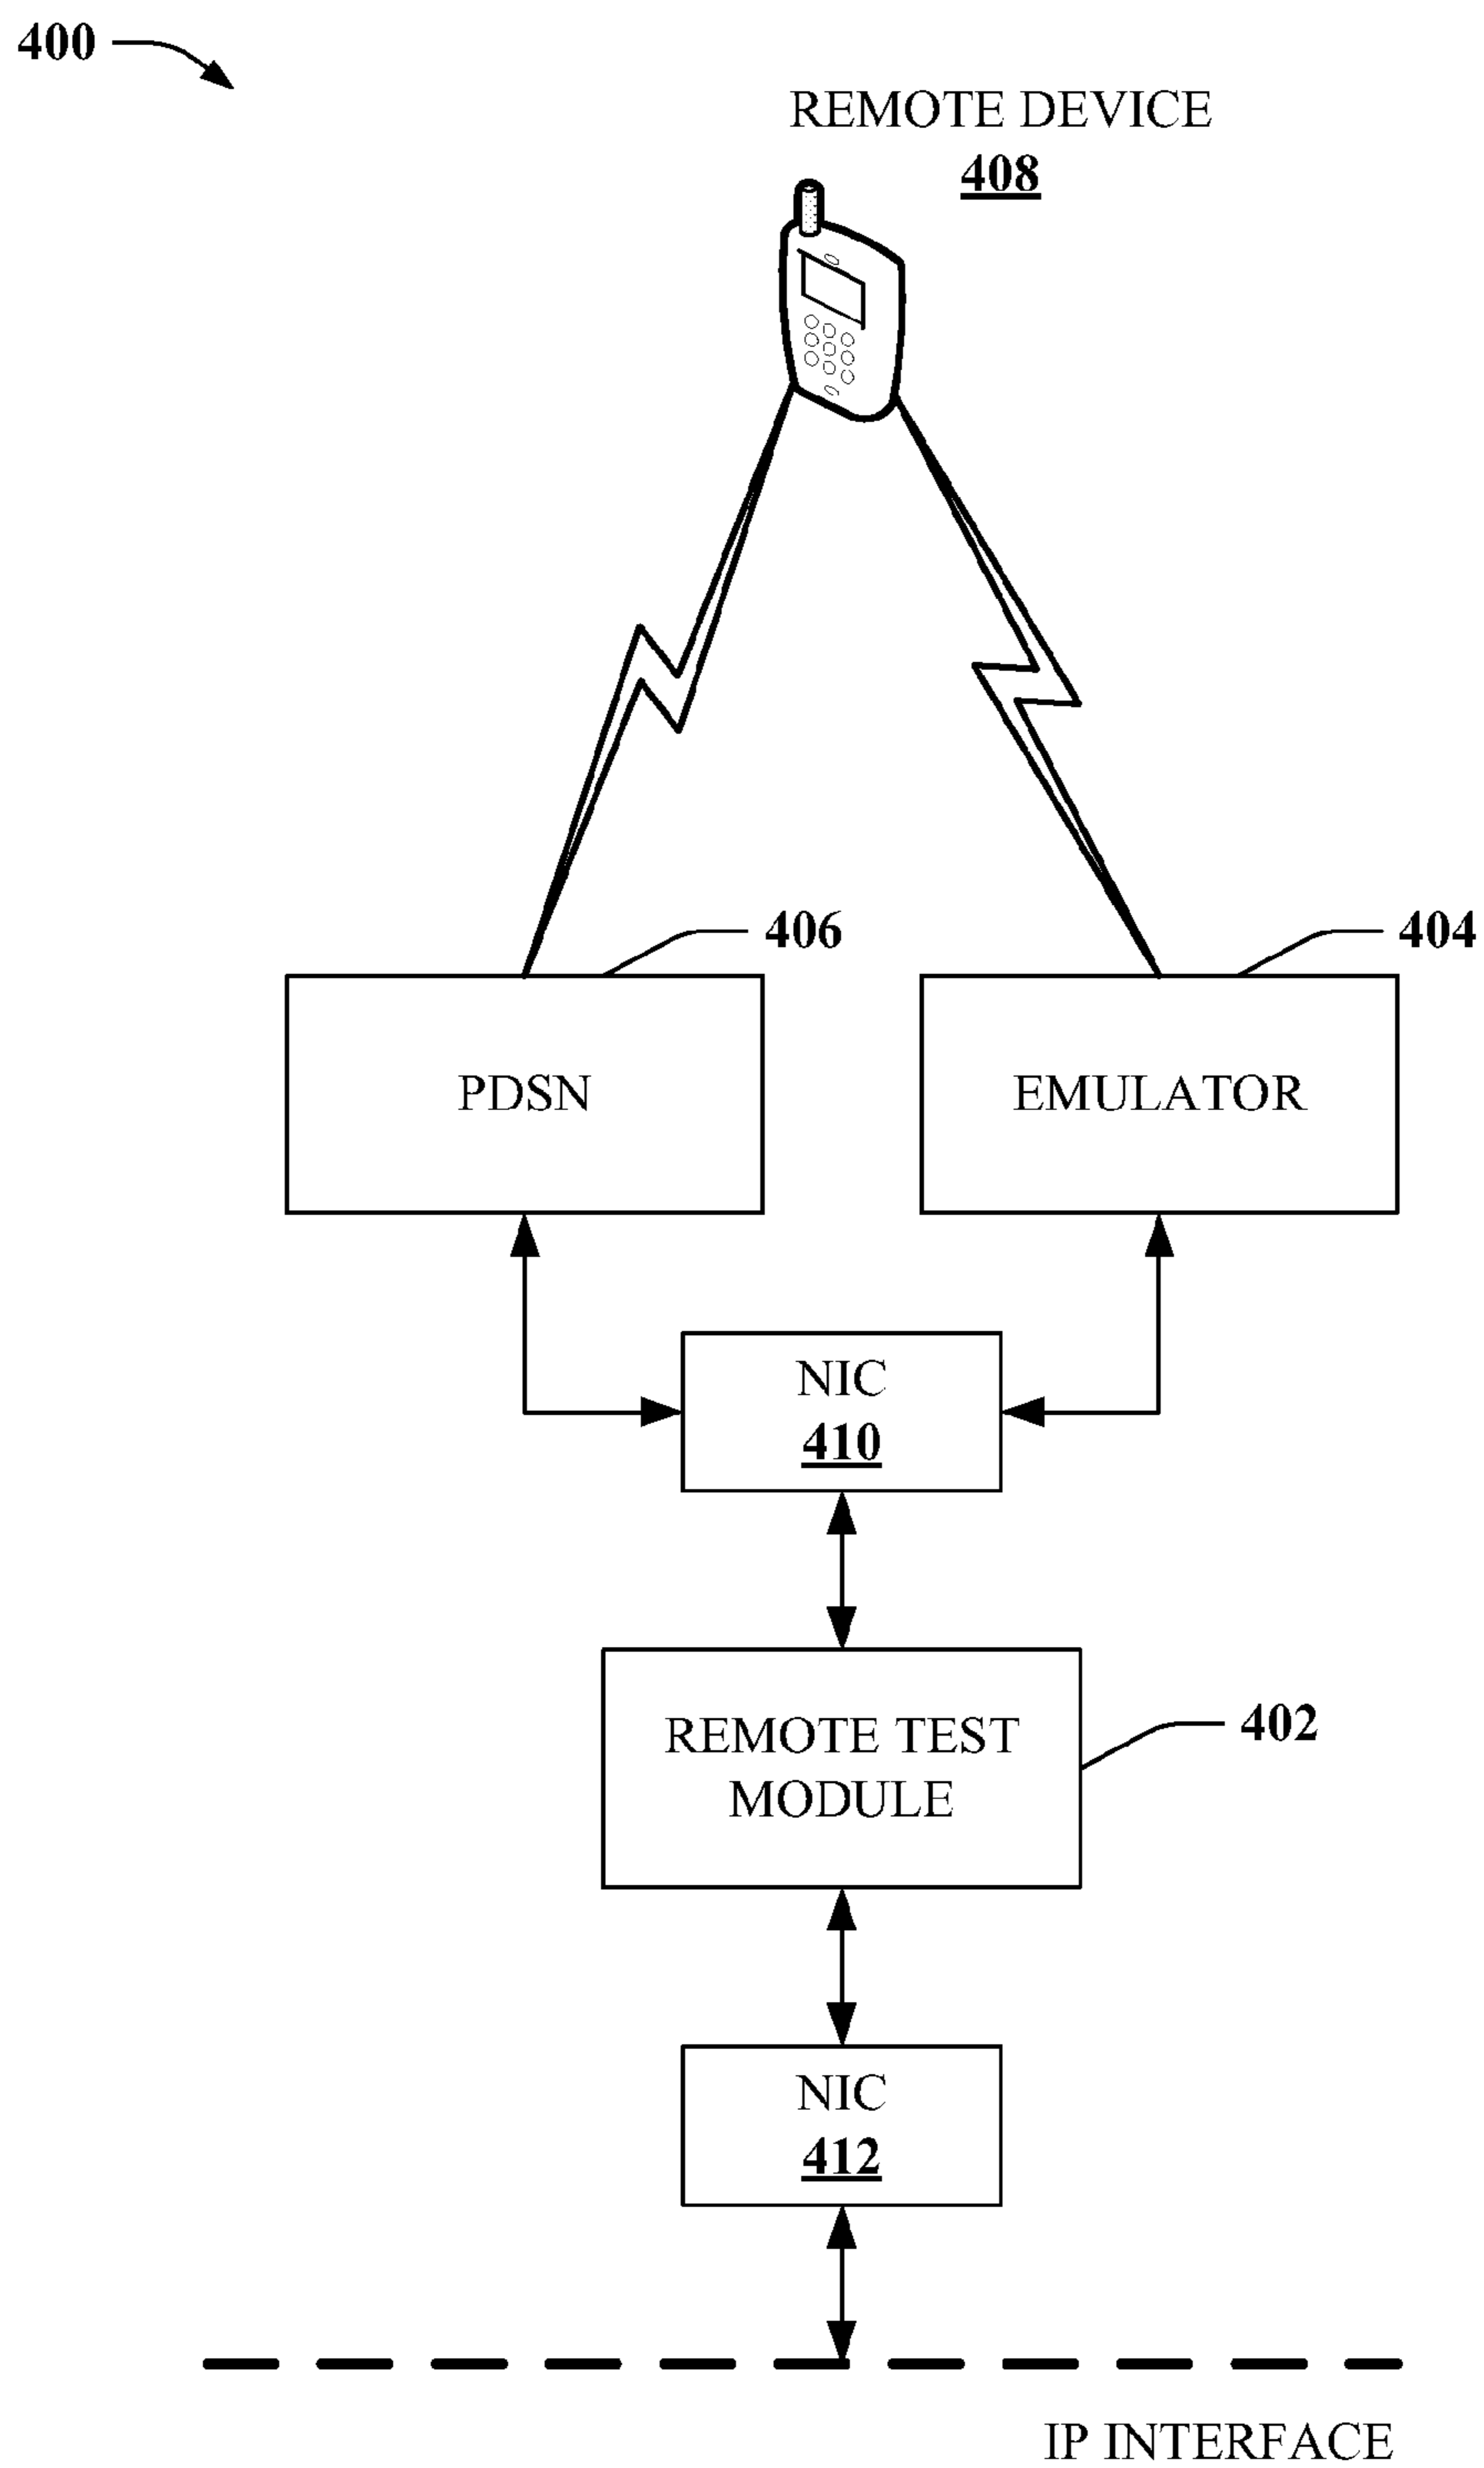 400
REMOTE DEVICE
408
406
404
PDSN
EMULATOR
NIC
410
REMOTE TEST
MODULE
402
NIC
412
IP INTERFACE